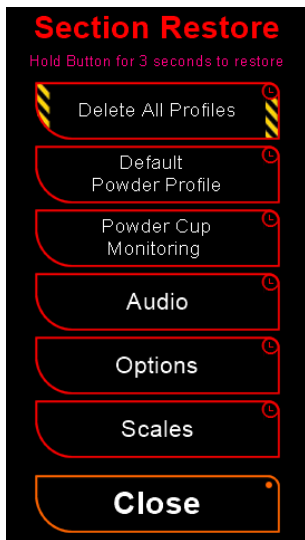 Section Restore
Hold Button for 3 seconds to restore
Delete All Profiles
Default
Powder Profile
Powder Cup
Monitoring
Audio
Options
Scales
Close